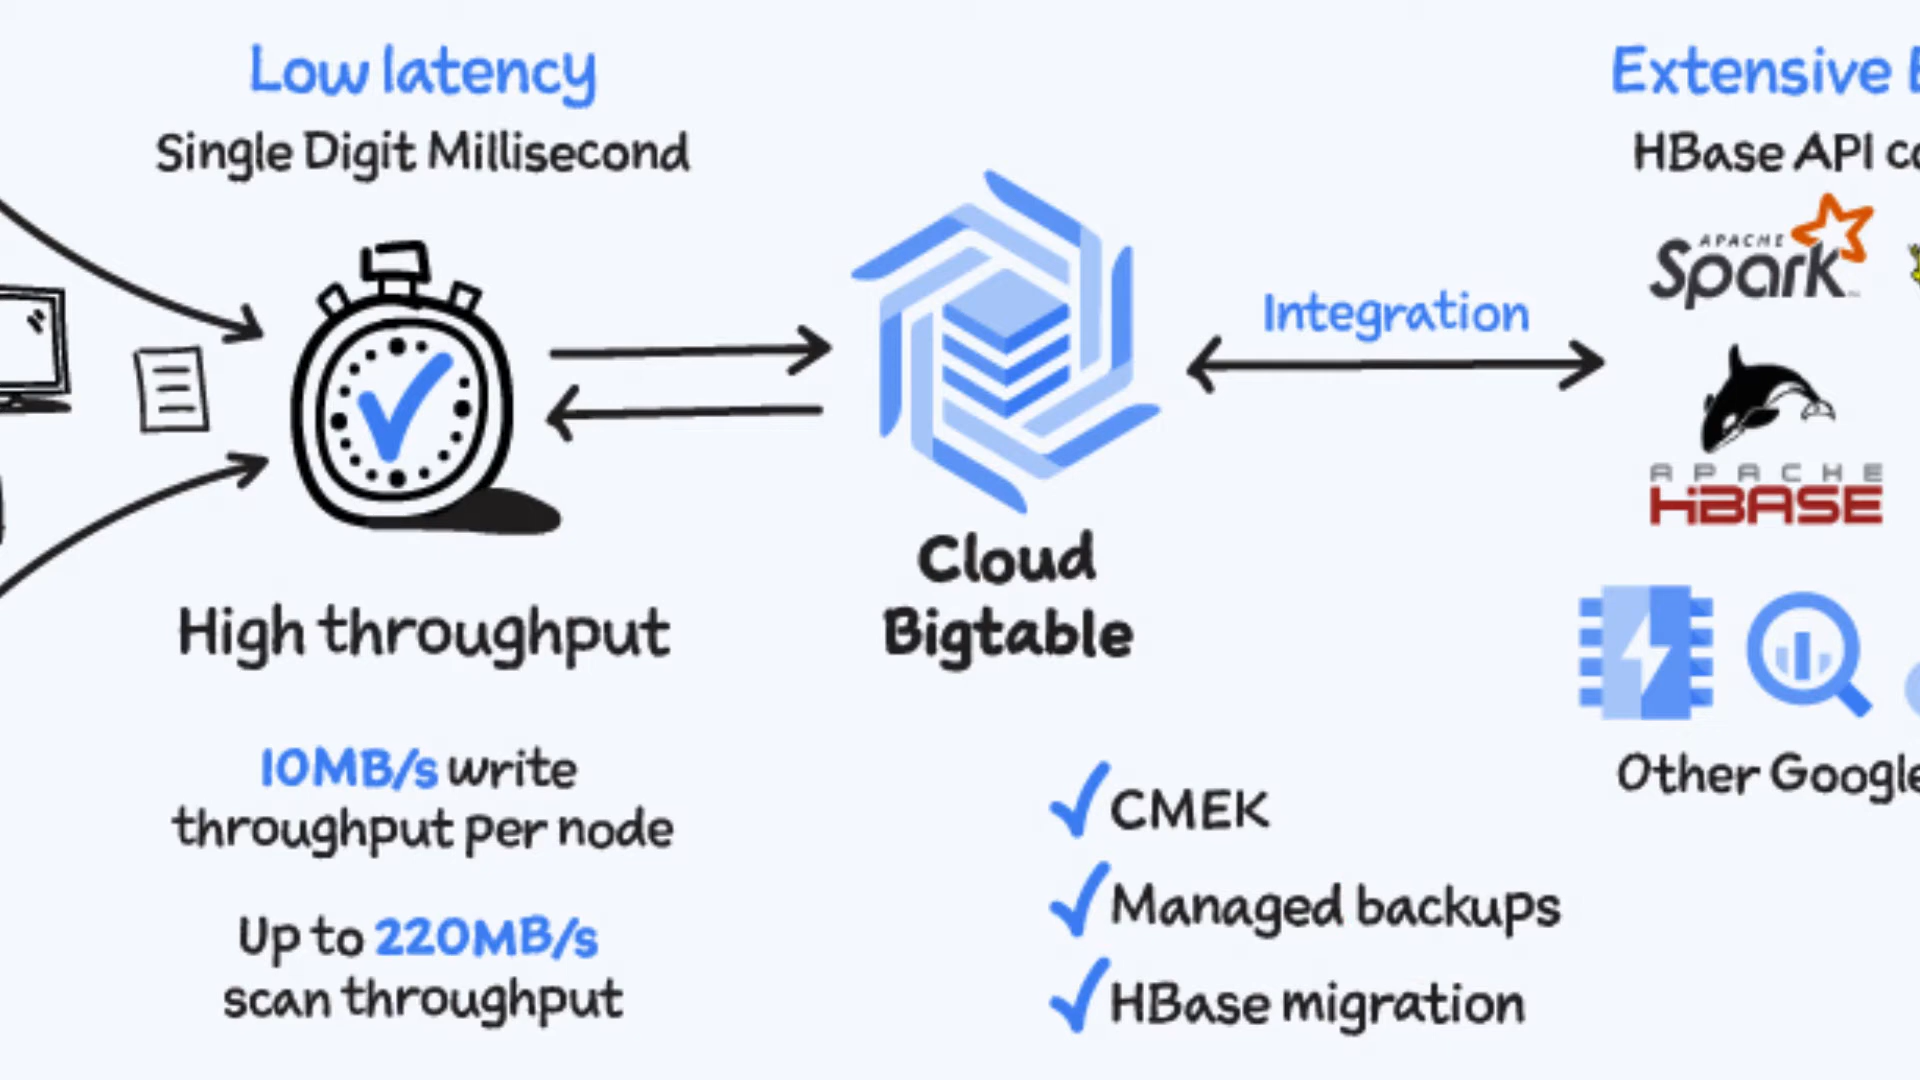 Low latency
Single Digit Millisecond
High throughput
10MB/s write
throughput per node
Up to 220MB/s
scan throughput
Cloud
Bigtable
Integration
CMEK
Managed backups
HBase migration
Extensive
HBase API
APACHE
Spark
APACHE
HBASE
Other Google